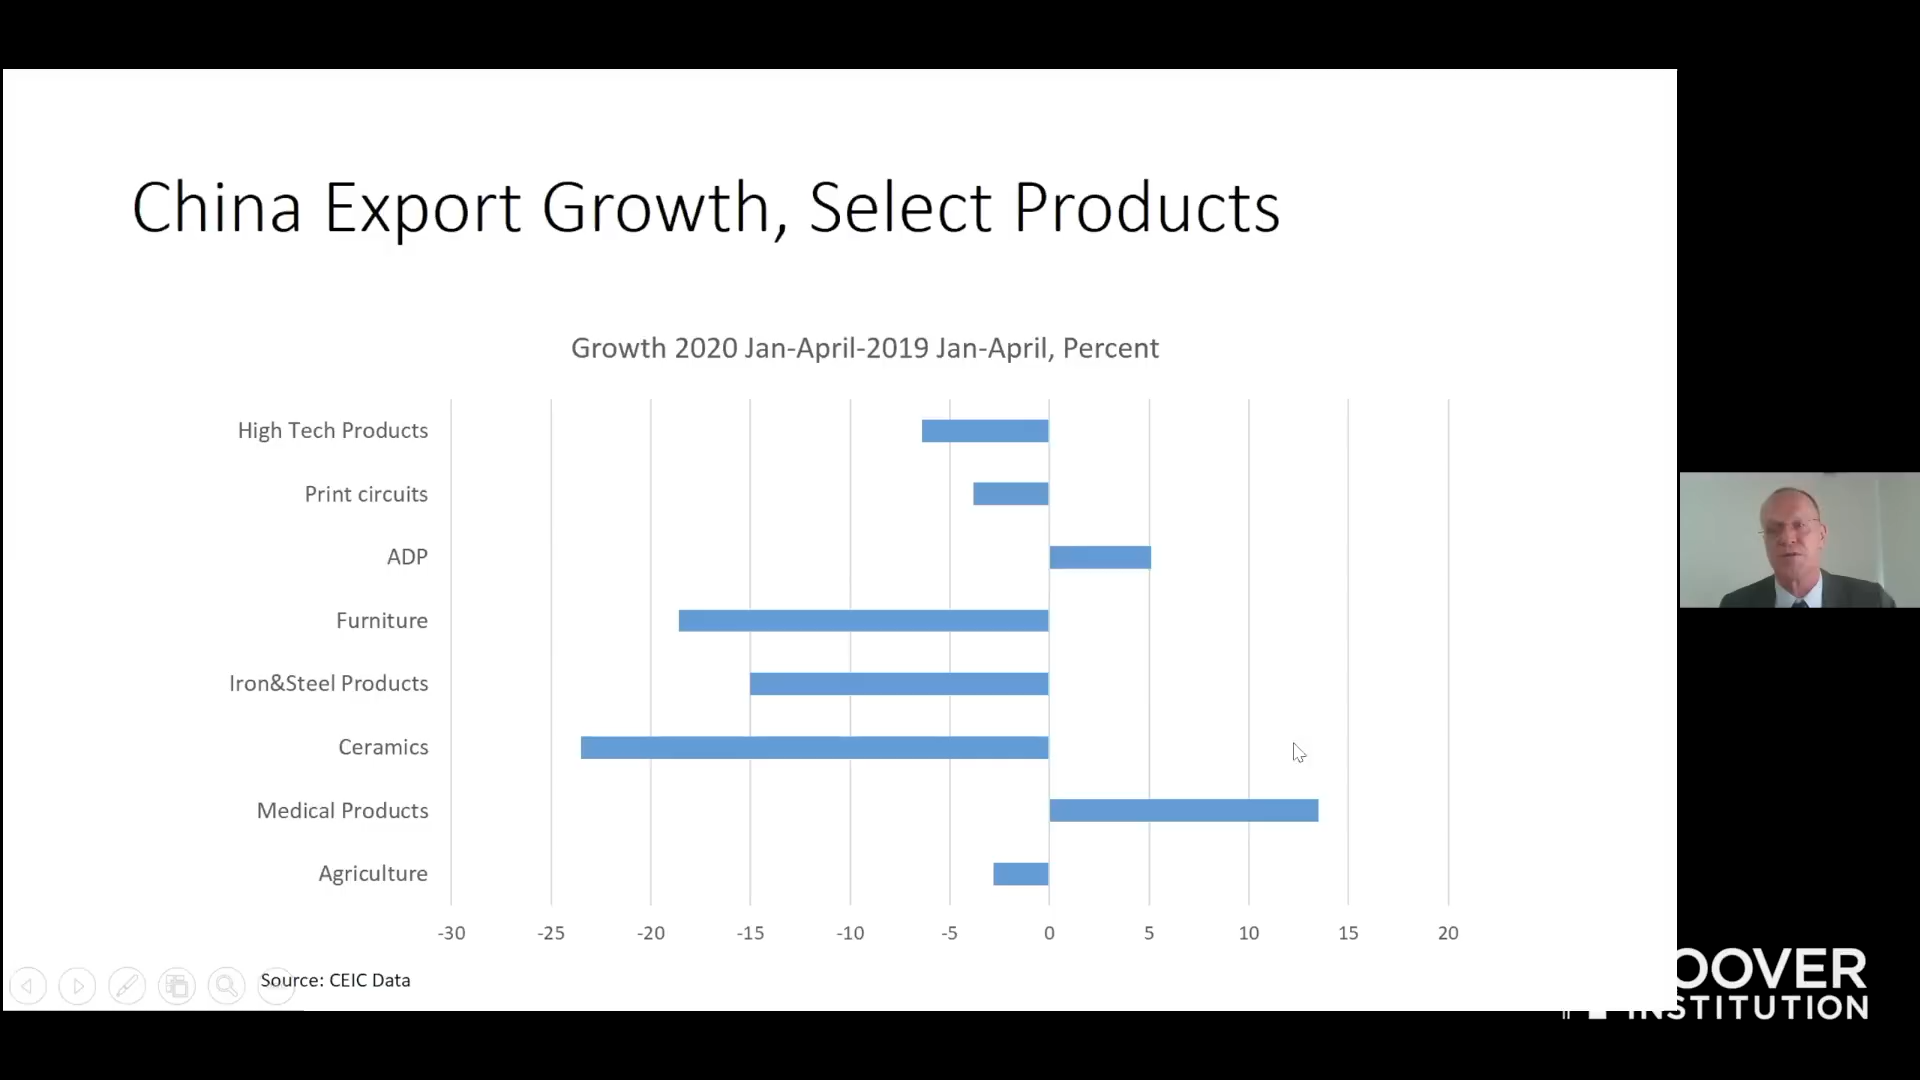 China Export Growth, Select Products
Growth 2020 Jan-April-2019 Jan-April, Percent
High Tech Products
Print circuits
ADP
Furniture
Iron&Steel Products
Ceramics
Medical Products
Agriculture
-30 -25 -20 -15 -10 -5 0 5 10 15 20
Source: CEIC Data
OOVER
INSTITUTION